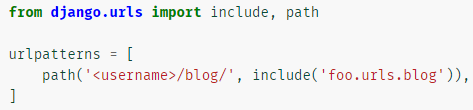 from django.urls import include, path

urlpatterns = [
    path('<username>/blog/', include('foo.urls.blog')),
]